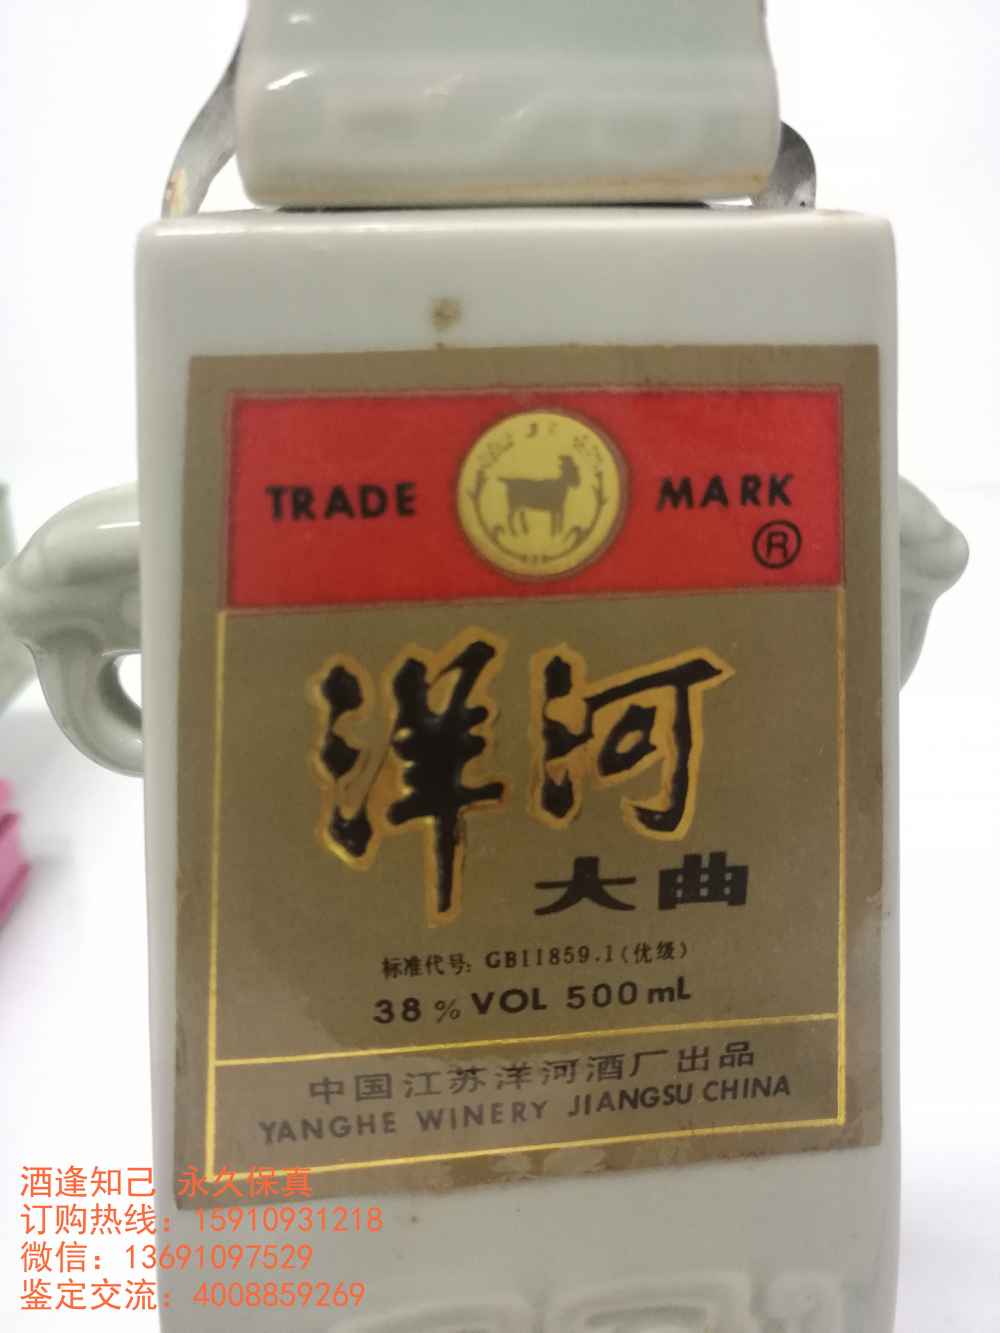 TRADE MARK
®
洋河
大曲
标准代号: GB11859.1(优级)
38% VOL 500mL
中国江苏洋河酒厂出品
YANGHE WINERY JIANGSU CHINA
酒逢知己 永久保真
订购热线：15910931218
微信：13691097529
鉴定交流：4008859269